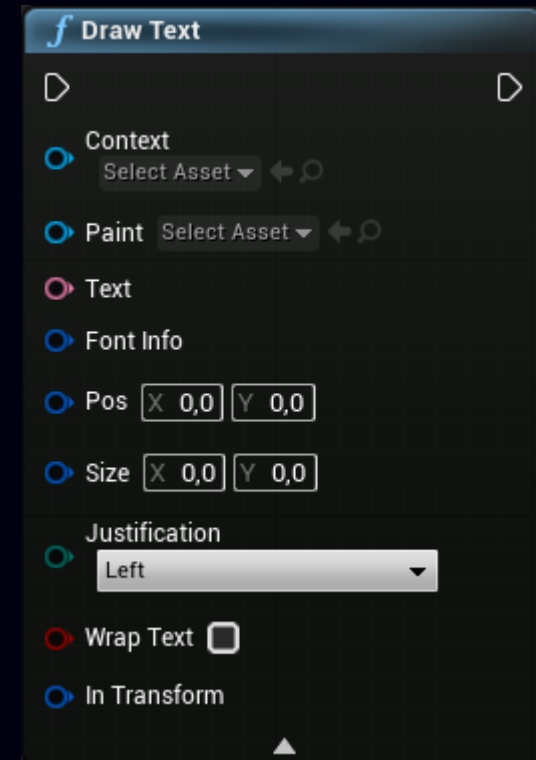 f Draw Text
Context
Select Asset
Paint Select Asset
Text
Font Info
Pos X 0,0 Y 0,0
Size X 0,0 Y 0,0
Justification
Left
Wrap Text
In Transform